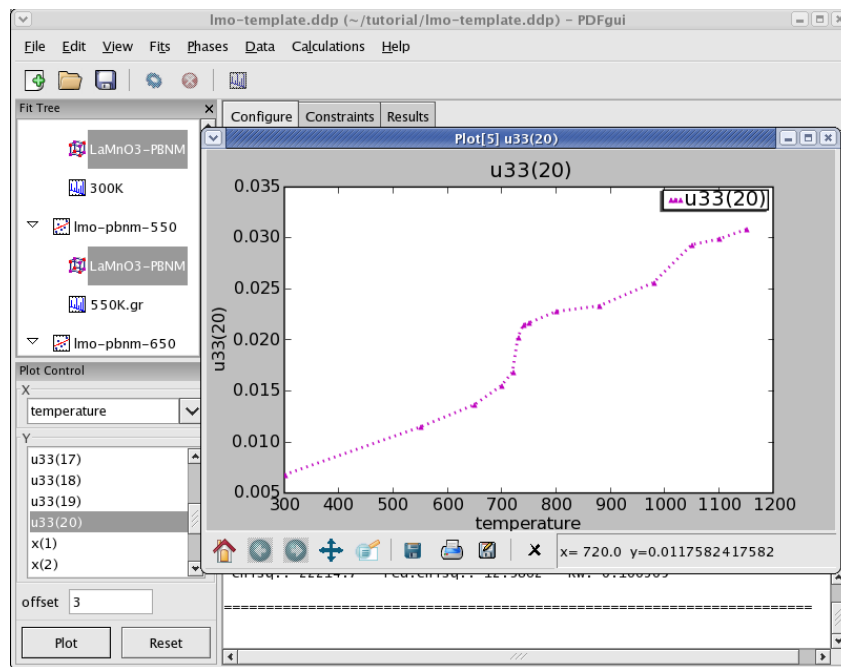 lmo-template.ddp (~/tutorial/lmo-template.ddp) - PDFgui
File Edit View Fits Phases Data Calculations Help
Fit Tree
LaMnO3-PBNM
300K
lmo-pbnm-550
LaMnO3-PBNM
550K.gr
lmo-pbnm-650
Plot Control
X
temperature
Y
u33(17)
u33(18)
u33(19)
u33(20)
x(1)
x(2)
offset 3
Plot Reset
Configure Constraints Results
Plot[5] u33(20)
u33(20)
u33(20)
0.035
0.030
0.025
0.020
0.015
0.010
0.005
u33(20)
300 400 500 600 700 800 900 1000 1100 1200
temperature
x= 720.0 y=0.0117582417582
======================================================================